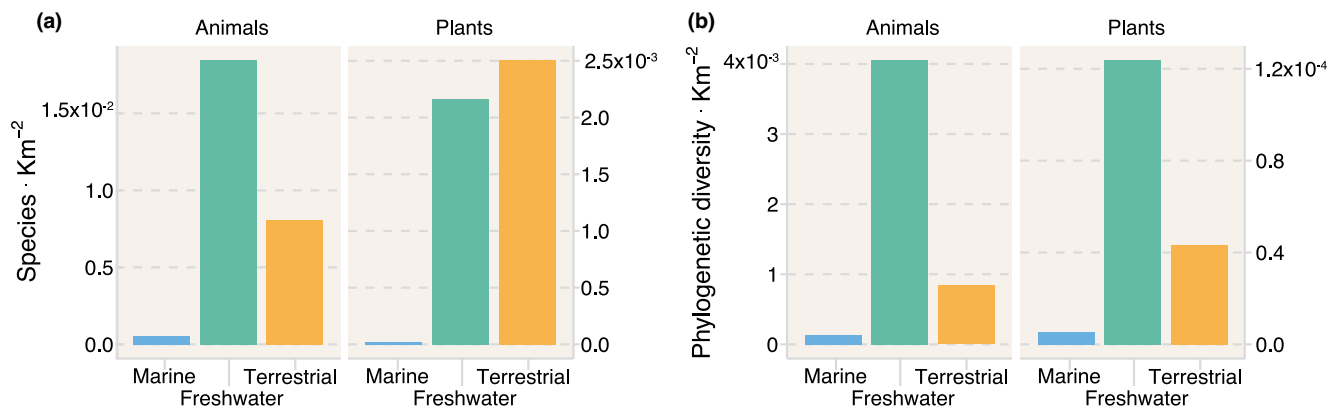 (a)
Animals
Plants
Species · Km⁻²
1.5x10⁻²
1.0
0.5
0.0
2.5x10⁻³
2.0
1.5
1.0
0.5
0.0
Marine
Freshwater
Terrestrial
Marine
Freshwater
Terrestrial
(b)
Animals
Plants
Phylogenetic diversity · Km⁻²
4x10⁻³
3
2
1
0
1.2x10⁻⁴
0.8
0.4
0.0
Marine
Freshwater
Terrestrial
Marine
Freshwater
Terrestrial